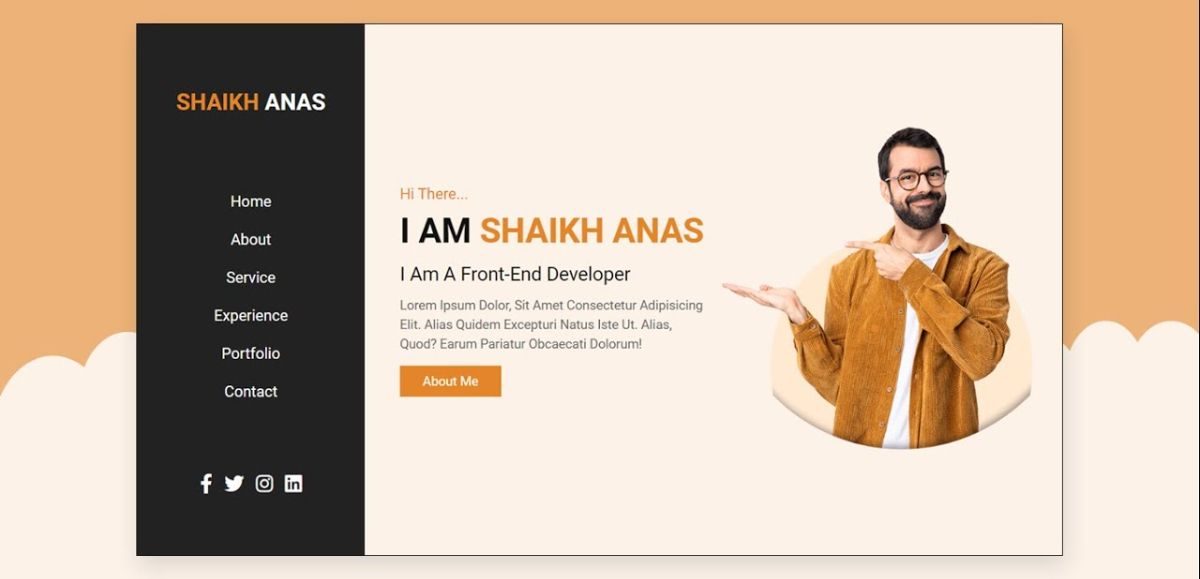 SHAIKH ANAS
Home
About
Service
Experience
Portfolio
Contact
Hi There...
I AM SHAIKH ANAS
I Am A Front-End Developer
Lorem Ipsum Dolor, Sit Amet Consectetur Adipisicing
Elit. Alias Quidem Excepturi Natus Iste Ut. Alias,
Quod? Earum Pariatur Obcaecati Dolorum!
About Me